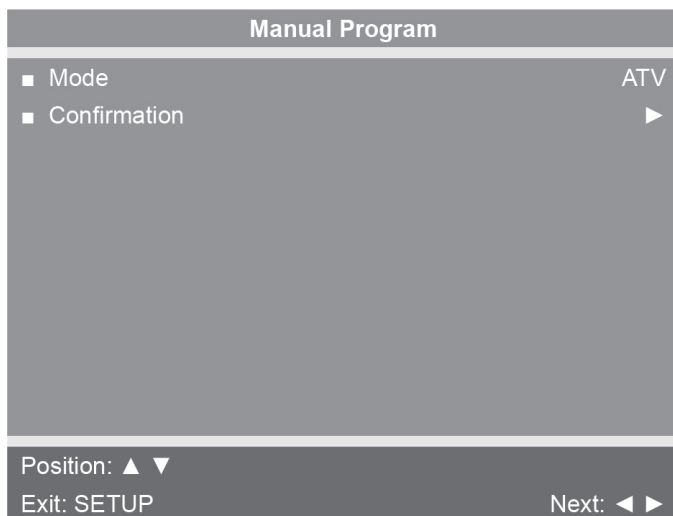 Manual Program
■ Mode ATV
■ Confirmation ►
Position: ▲ ▼
Exit: SETUP Next: ◄ ►